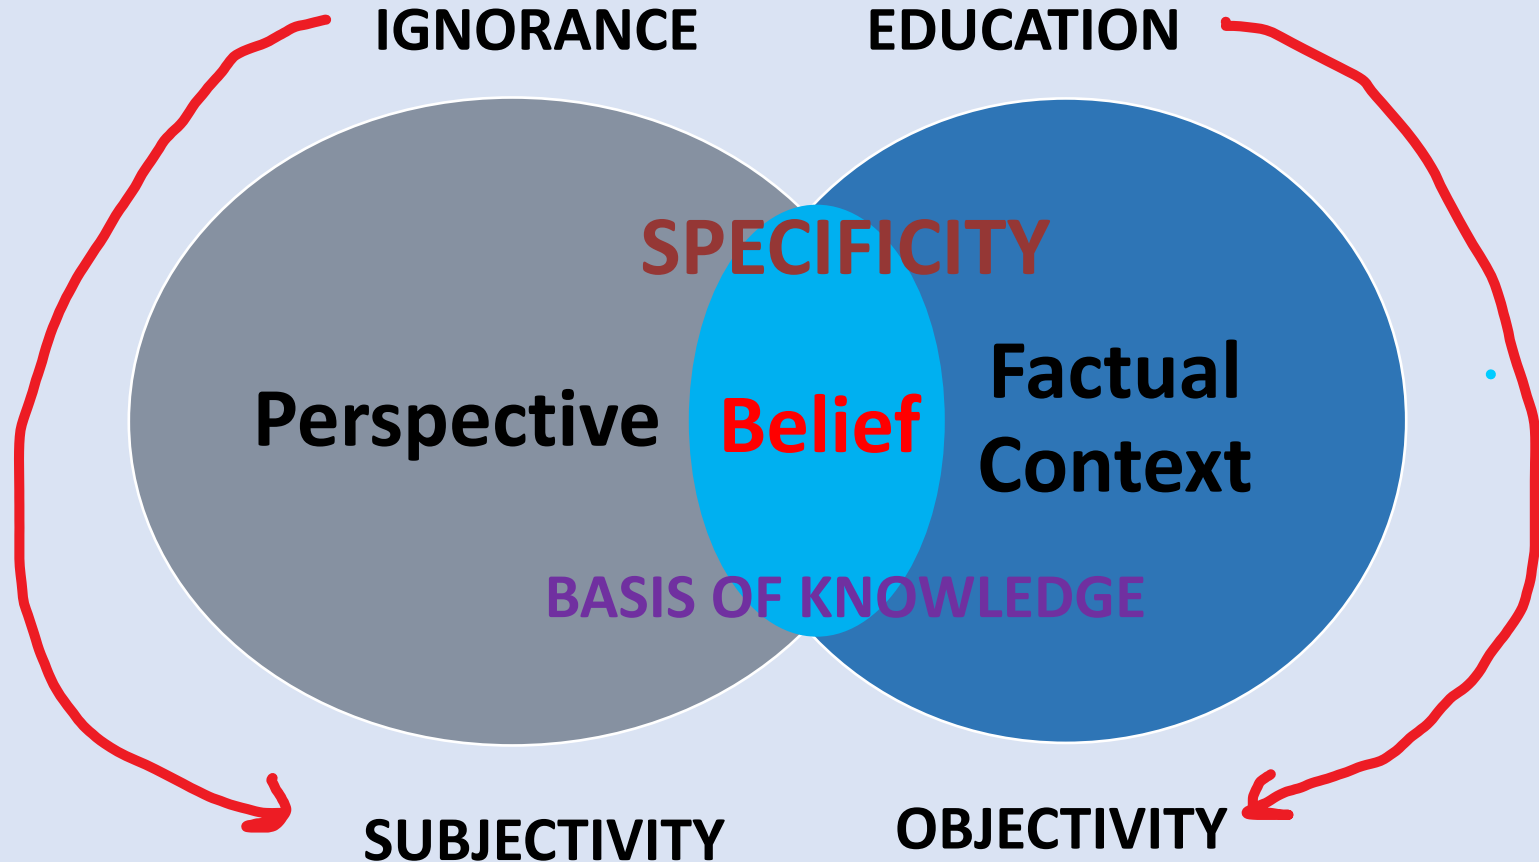 IGNORANCE
EDUCATION
SPECIFICITY
Perspective
Belief
Factual
Context
BASIS OF KNOWLEDGE
SUBJECTIVITY
OBJECTIVITY